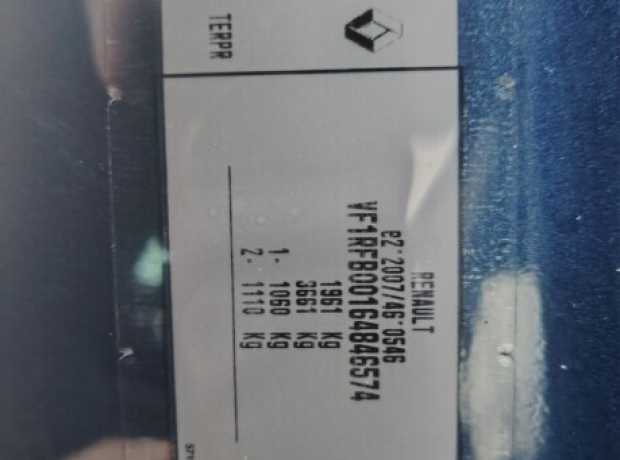 RENAULT
e2*2007/46*0546
VF1RFB00164846574
1961 Kg
3661 Kg
1- 1060 Kg
2- 1110 Kg
TERPR